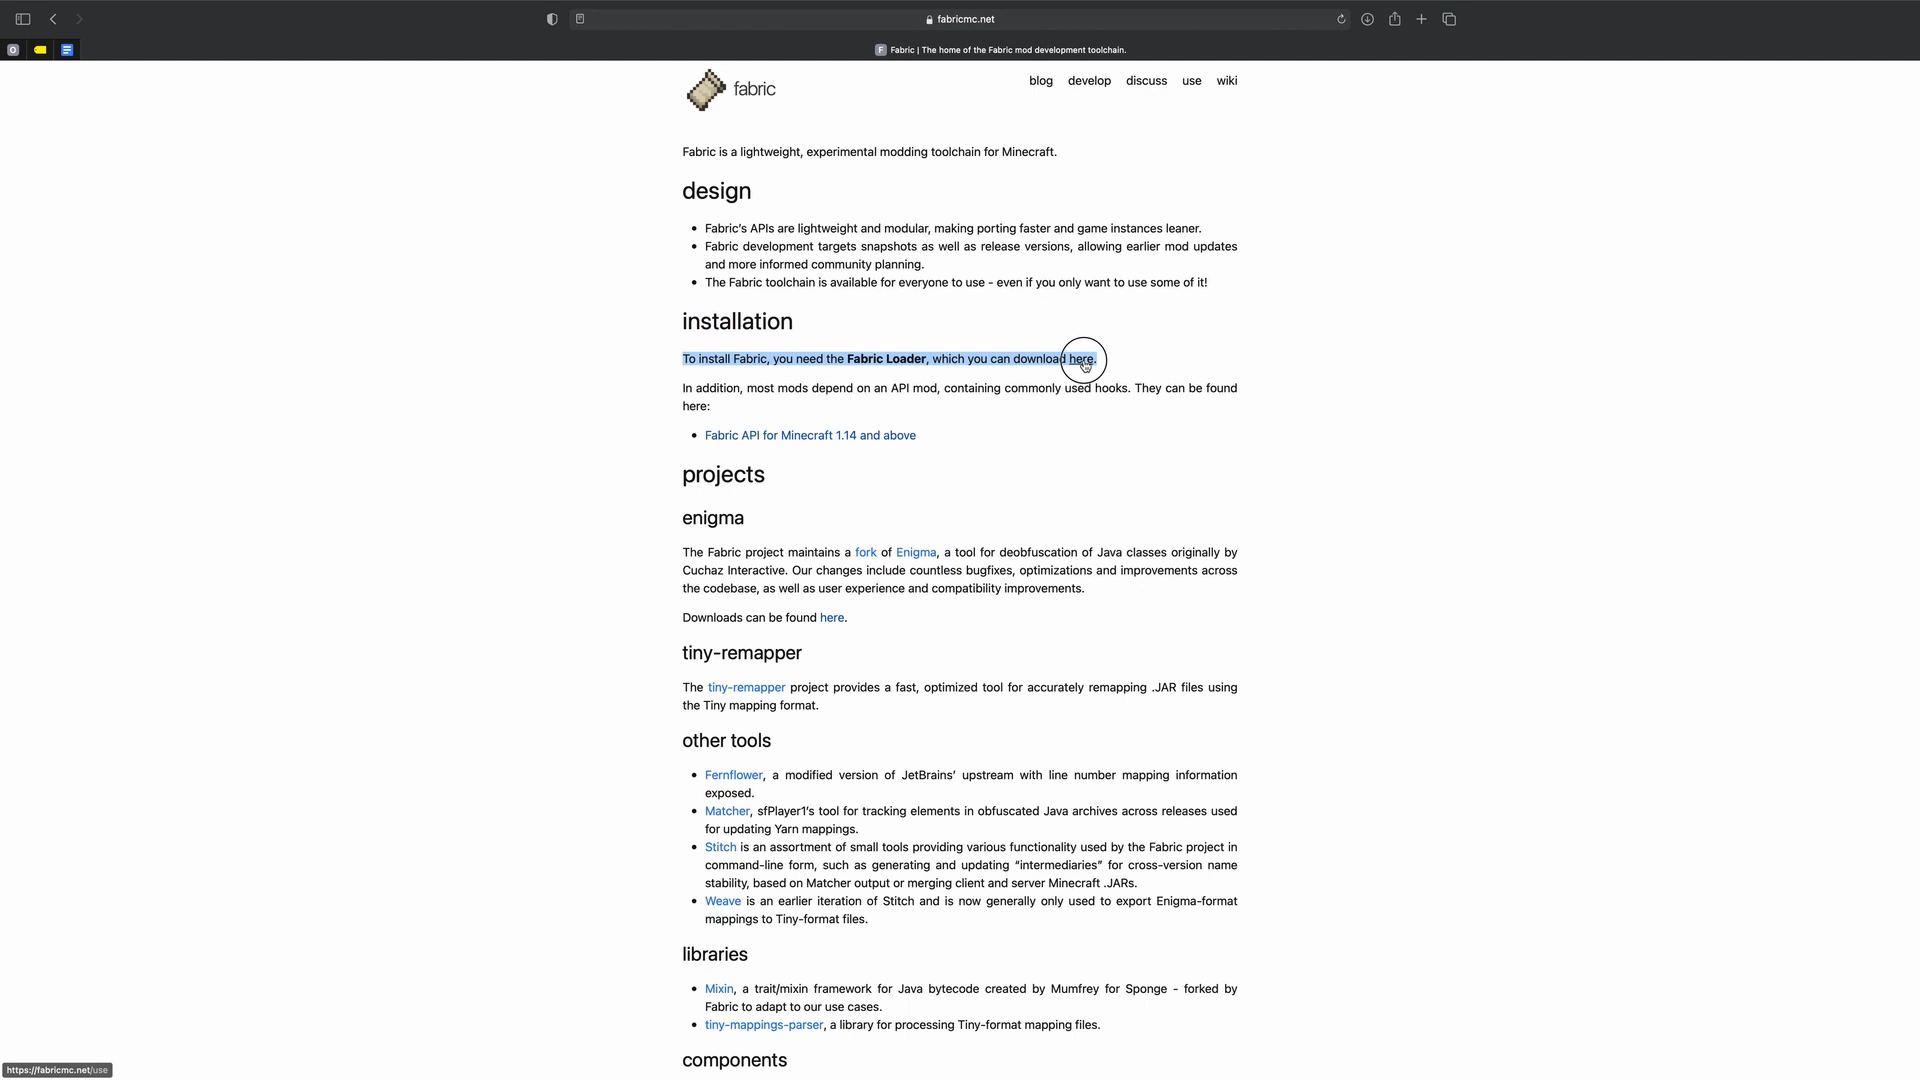 fabricmc.net
O
F Fabric | The home of the Fabric mod development toolchain.
fabric
blog develop discuss use wiki
Fabric is a lightweight, experimental modding toolchain for Minecraft.
design
• Fabric’s APIs are lightweight and modular, making porting faster and game instances leaner.
• Fabric development targets snapshots as well as release versions, allowing earlier mod updates
and more informed community planning.
• The Fabric toolchain is available for everyone to use - even if you only want to use some of it!
installation
To install Fabric, you need the Fabric Loader, which you can download here.
In addition, most mods depend on an API mod, containing commonly used hooks. They can be found
here:
• Fabric API for Minecraft 1.14 and above
projects
enigma
The Fabric project maintains a fork of Enigma, a tool for deobfuscation of Java classes originally by
Cuchaz Interactive. Our changes include countless bugfixes, optimizations and improvements across
the codebase, as well as user experience and compatibility improvements.
Downloads can be found here.
tiny-remapper
The tiny-remapper project provides a fast, optimized tool for accurately remapping .JAR files using
the Tiny mapping format.
other tools
• Fernflower, a modified version of JetBrains’ upstream with line number mapping information
exposed.
• Matcher, sfPlayer1’s tool for tracking elements in obfuscated Java archives across releases used
for updating Yarn mappings.
• Stitch is an assortment of small tools providing various functionality used by the Fabric project in
command-line form, such as generating and updating “intermediaries” for cross-version name
stability, based on Matcher output or merging client and server Minecraft .JARs.
• Weave is an earlier iteration of Stitch and is now generally only used to export Enigma-format
mappings to Tiny-format files.
libraries
• Mixin, a trait/mixin framework for Java bytecode created by Mumfrey for Sponge - forked by
Fabric to adapt to our use cases.
• tiny-mappings-parser, a library for processing Tiny-format mapping files.
components
https://fabricmc.net/use